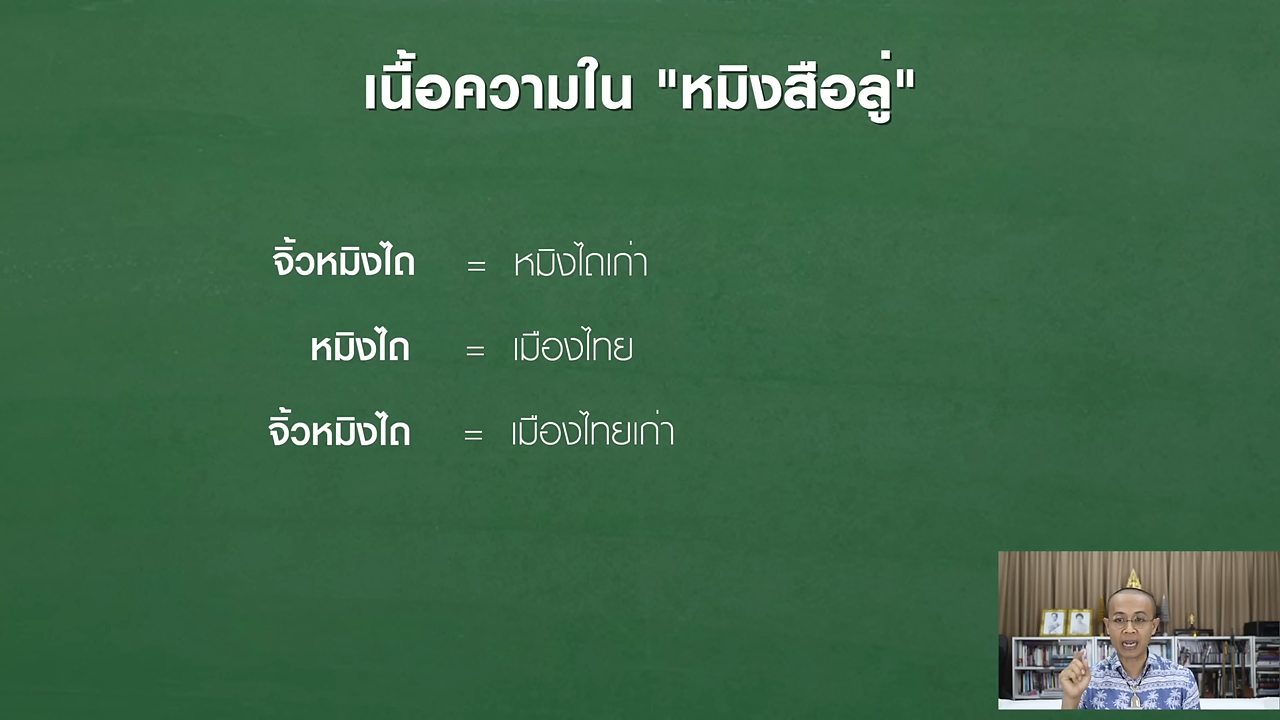 เนื้อความใน "หมิงสือลู่"
จิ้วหมิงไถ = หมิงไถเก่า
หมิงไถ = เมืองไทย
จิ้วหมิงไถ = เมืองไทยเก่า